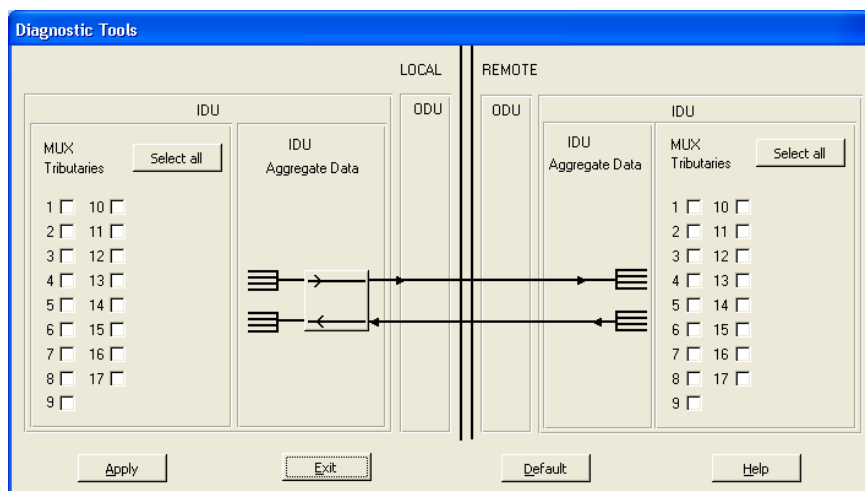 Diagnostic Tools
LOCAL REMOTE
IDU ODU ODU IDU
MUX Tributaries Select all IDU Aggregate Data IDU Aggregate Data MUX Tributaries Select all
1 10 1 10
2 11 2 11
3 12 3 12
4 13 4 13
5 14 5 14
6 15 6 15
7 16 7 16
8 17 8 17
9 9
Apply Exit Default Help